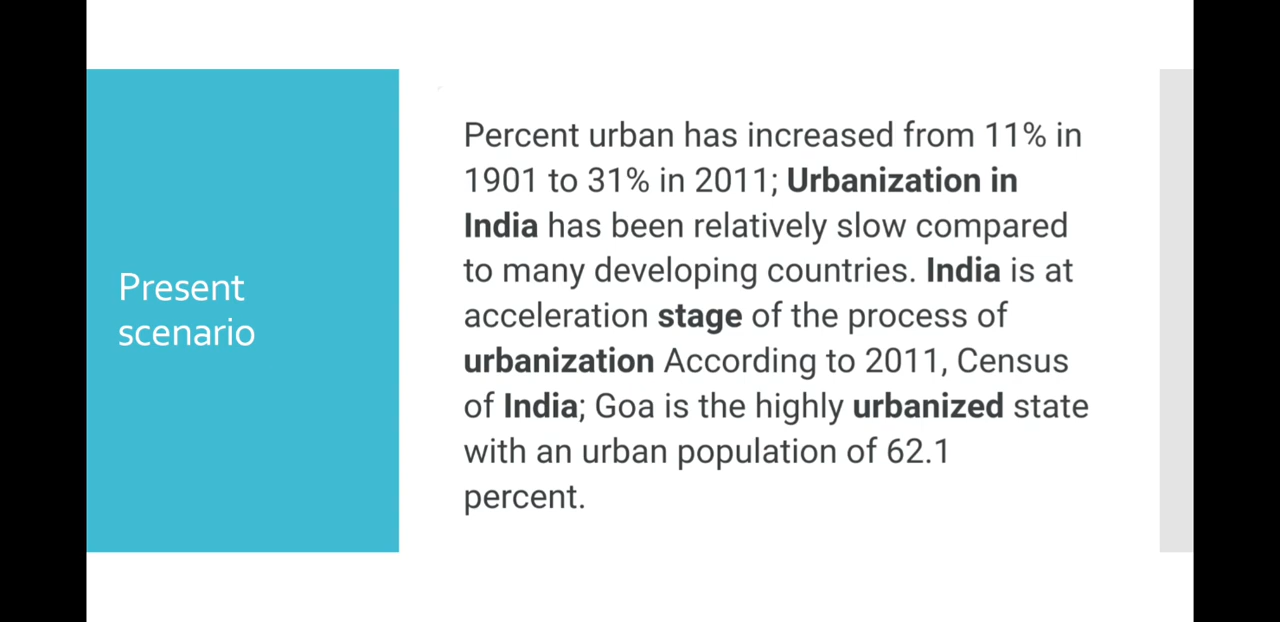 Present
scenario
Percent urban has increased from 11% in
1901 to 31% in 2011; Urbanization in
India has been relatively slow compared
to many developing countries. India is at
acceleration stage of the process of
urbanization According to 2011, Census
of India; Goa is the highly urbanized state
with an urban population of 62.1
percent.